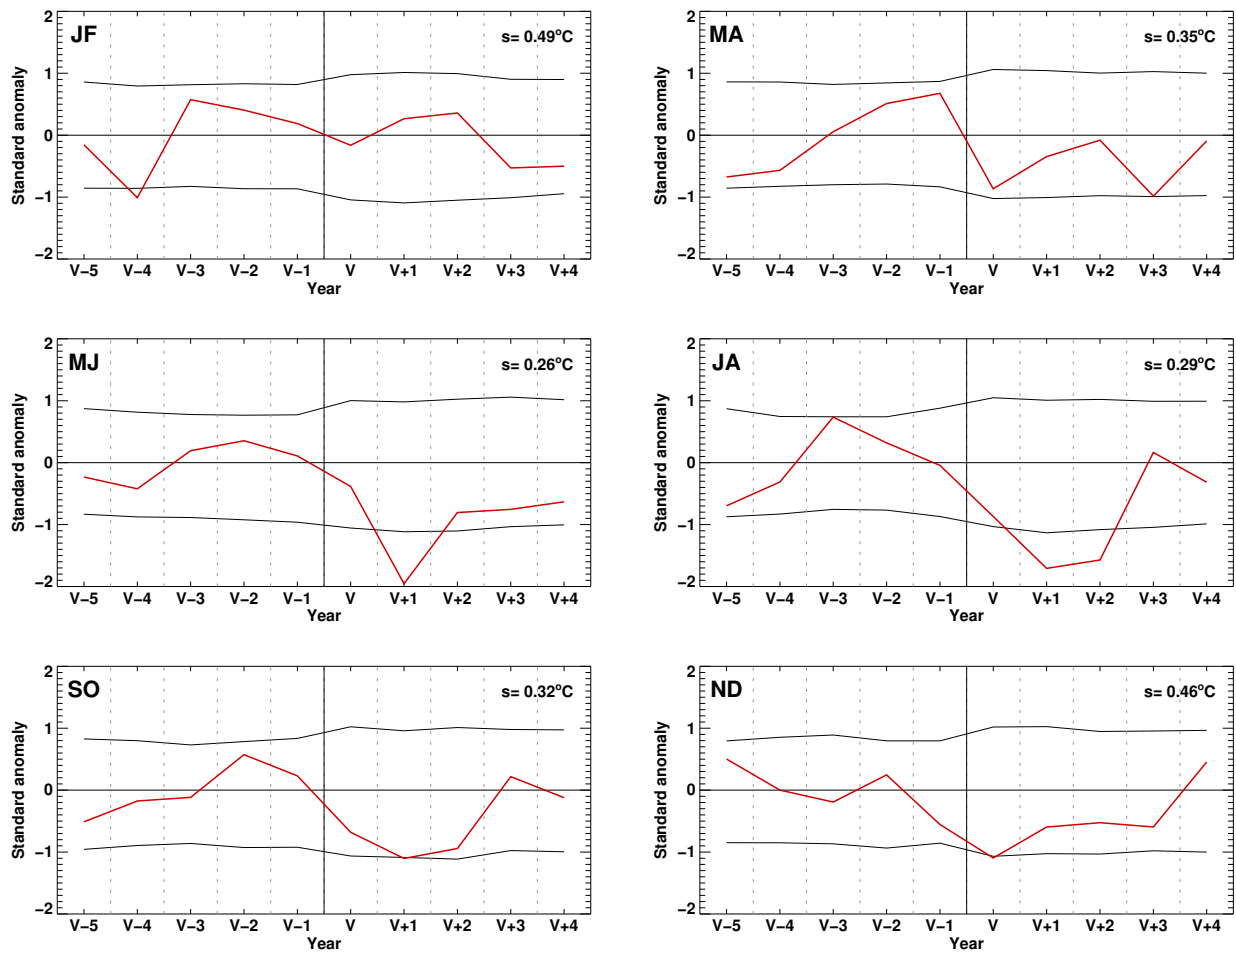 JF
s= 0.49°C
Standard anomaly
2
1
0
−1
−2
V−5 V−4 V−3 V−2 V−1 V V+1 V+2 V+3 V+4
Year
MA
s= 0.35°C
Standard anomaly
2
1
0
−1
−2
V−5 V−4 V−3 V−2 V−1 V V+1 V+2 V+3 V+4
Year
MJ
s= 0.26°C
Standard anomaly
2
1
0
−1
−2
V−5 V−4 V−3 V−2 V−1 V V+1 V+2 V+3 V+4
Year
JA
s= 0.29°C
Standard anomaly
2
1
0
−1
−2
V−5 V−4 V−3 V−2 V−1 V V+1 V+2 V+3 V+4
Year
SO
s= 0.32°C
Standard anomaly
2
1
0
−1
−2
V−5 V−4 V−3 V−2 V−1 V V+1 V+2 V+3 V+4
Year
ND
s= 0.46°C
Standard anomaly
2
1
0
−1
−2
V−5 V−4 V−3 V−2 V−1 V V+1 V+2 V+3 V+4
Year